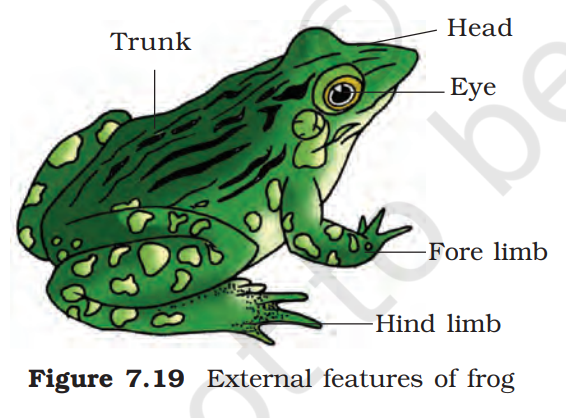 Trunk
Head
Eye
Fore limb
Hind limb
Figure 7.19 External features of frog